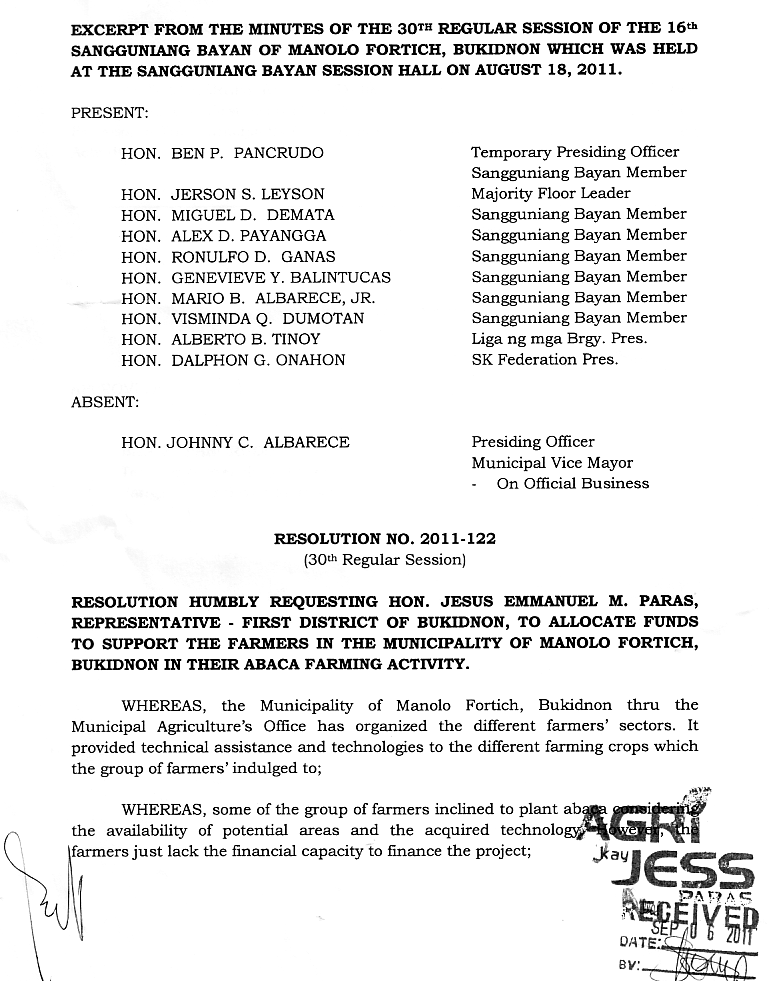 EXCERPT FROM THE MINUTES OF THE 30TH REGULAR SESSION OF THE 16th
SANGGUNIANG BAYAN OF MANOLO FORTICH, BUKIDNON WHICH WAS HELD
AT THE SANGGUNIANG BAYAN SESSION HALL ON AUGUST 18, 2011.
PRESENT:
HON. BEN P. PANCRUDO Temporary Presiding Officer
Sangguniang Bayan Member
HON. JERSON S. LEYSON Majority Floor Leader
HON. MIGUEL D. DEMATA Sangguniang Bayan Member
HON. ALEX D. PAYANGGA Sangguniang Bayan Member
HON. RONULFO D. GANAS Sangguniang Bayan Member
HON. GENEVIEVE Y. BALINTUCAS Sangguniang Bayan Member
HON. MARIO B. ALBARECE, JR. Sangguniang Bayan Member
HON. VISMINDA Q. DUMOTAN Sangguniang Bayan Member
HON. ALBERTO B. TINOY Liga ng mga Brgy. Pres.
HON. DALPHON G. ONAHON SK Federation Pres.
ABSENT:
HON. JOHNNY C. ALBARECE Presiding Officer
Municipal Vice Mayor
- On Official Business
RESOLUTION NO. 2011-122
(30th Regular Session)
RESOLUTION HUMBLY REQUESTING HON. JESUS EMMANUEL M. PARAS,
REPRESENTATIVE - FIRST DISTRICT OF BUKIDNON, TO ALLOCATE FUNDS
TO SUPPORT THE FARMERS IN THE MUNICIPALITY OF MANOLO FORTICH,
BUKIDNON IN THEIR ABACA FARMING ACTIVITY.
WHEREAS, the Municipality of Manolo Fortich, Bukidnon thru the
Municipal Agriculture's Office has organized the different farmers' sectors. It
provided technical assistance and technologies to the different farming crops which
the group of farmers' indulged to;
WHEREAS, some of the group of farmers inclined to plant abaca considering
the availability of potential areas and the acquired technology. However, the
farmers just lack the financial capacity to finance the project;
AGRI
kay
JESS
PARAS
RECEIVED
SEP 06 2011
DATE:
BY: